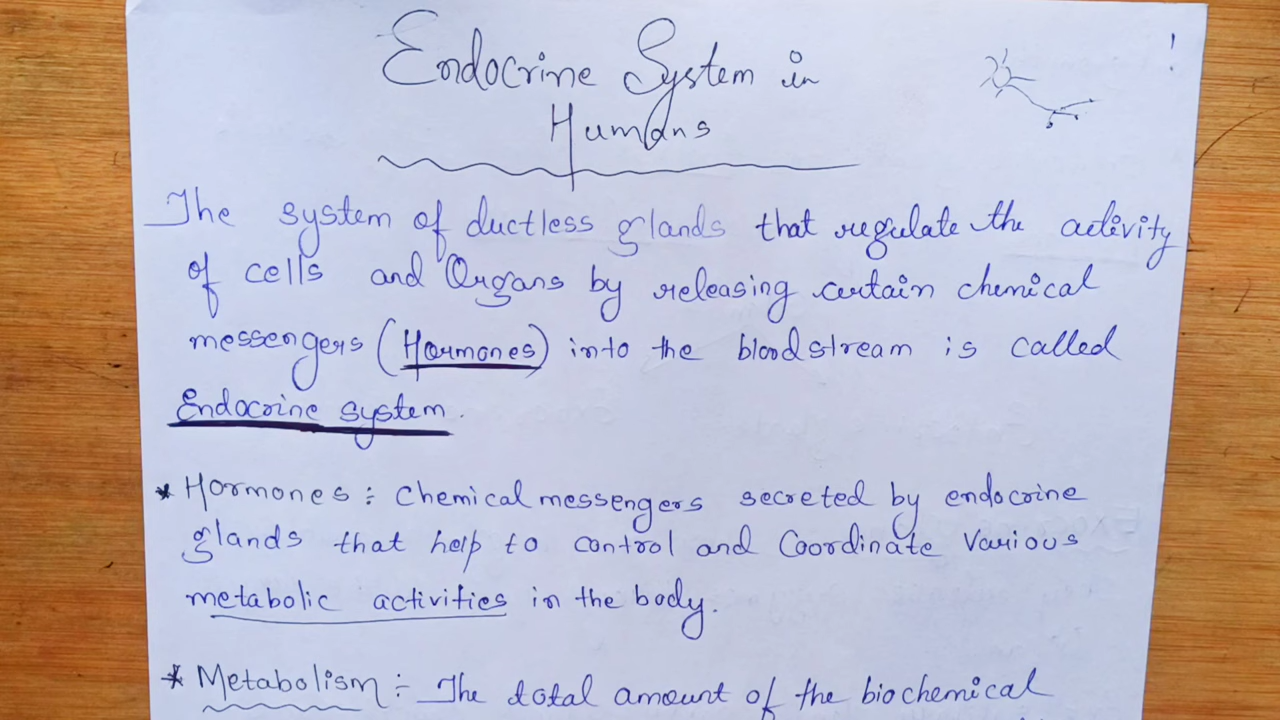 Endocrine System in
Humans
!
The system of ductless glands that regulate the activity
of cells and Organs by releasing certain chemical
messengers (Hormones) into the bloodstream is called
Endocrine system.
* Hormones : Chemical messengers secreted by endocrine
glands that help to control and Coordinate Various
metabolic activities in the body.
* Metabolism :- The total amount of the biochemical